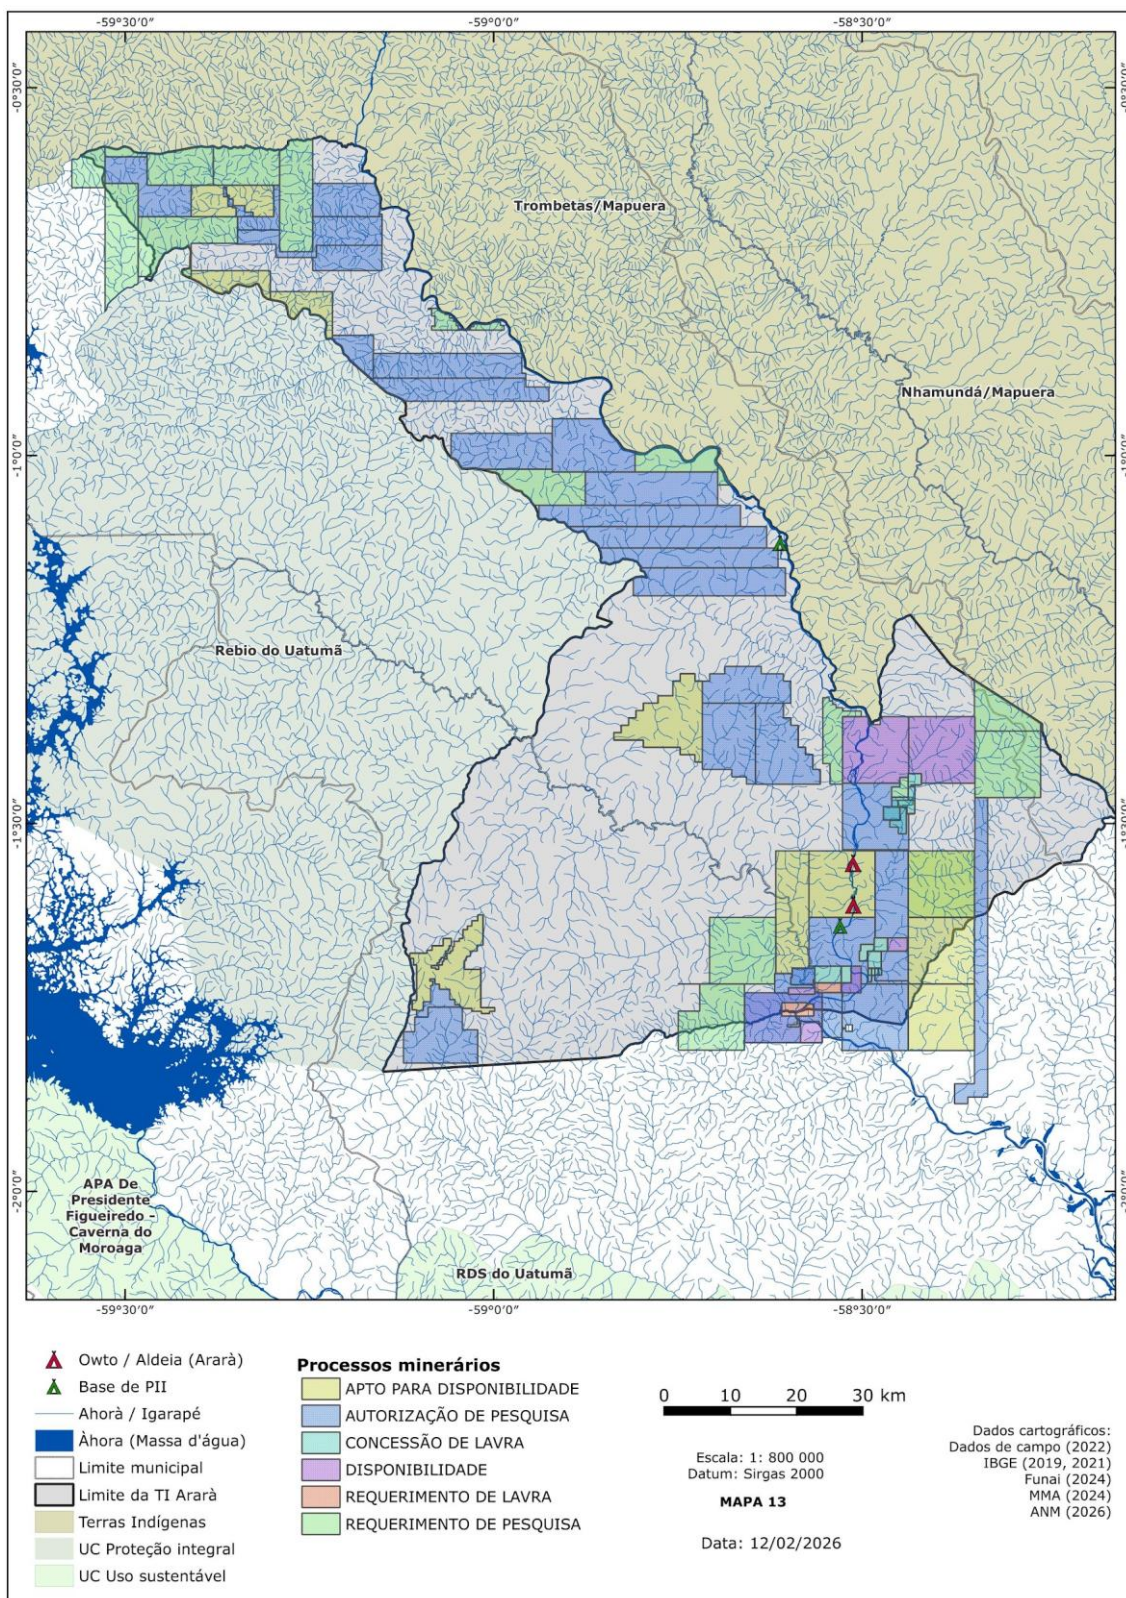 -59°30'0"
-59°0'0"
-58°30'0"
-0°30'0"
-0°30'0"
Trombetas/Mapuera
Nhamundá/Mapuera
-1°0'0"
-1°0'0"
Rebio do Uatumã
-1°30'0"
-1°30'0"
APA De
Presidente
Figueiredo -
Caverna do
Moroaga
-2°0'0"
-2°0'0"
RDS do Uatumã
-59°30'0"
-59°0'0"
-58°30'0"
Owto / Aldeia (Ararà)
Base de PII
Ahorà / Igarapé
Àhora (Massa d'água)
Limite municipal
Limite da TI Ararà
Terras Indígenas
UC Proteção integral
UC Uso sustentável
Processos minerários
APTO PARA DISPONIBILIDADE
AUTORIZAÇÃO DE PESQUISA
CONCESSÃO DE LAVRA
DISPONIBILIDADE
REQUERIMENTO DE LAVRA
REQUERIMENTO DE PESQUISA
0 10 20 30 km
Escala: 1: 800 000
Datum: Sirgas 2000
MAPA 13
Data: 12/02/2026
Dados cartográficos:
Dados de campo (2022)
IBGE (2019, 2021)
Funai (2024)
MMA (2024)
ANM (2026)